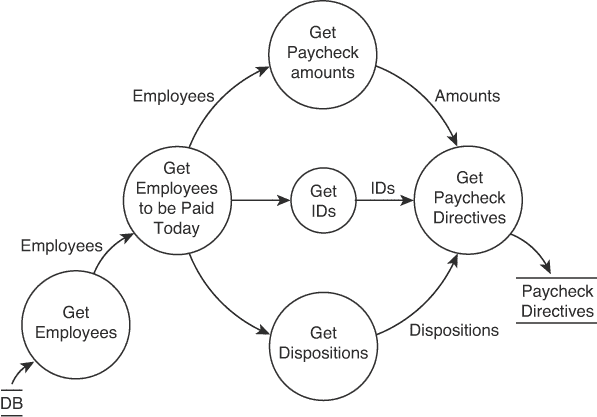 Get
Paycheck
amounts
Employees
Amounts
Get
Employees
to be Paid
Today
Get
IDs
IDs
Get
Paycheck
Directives
Employees
Get
Employees
Get
Dispositions
Dispositions
Paycheck
Directives
DB